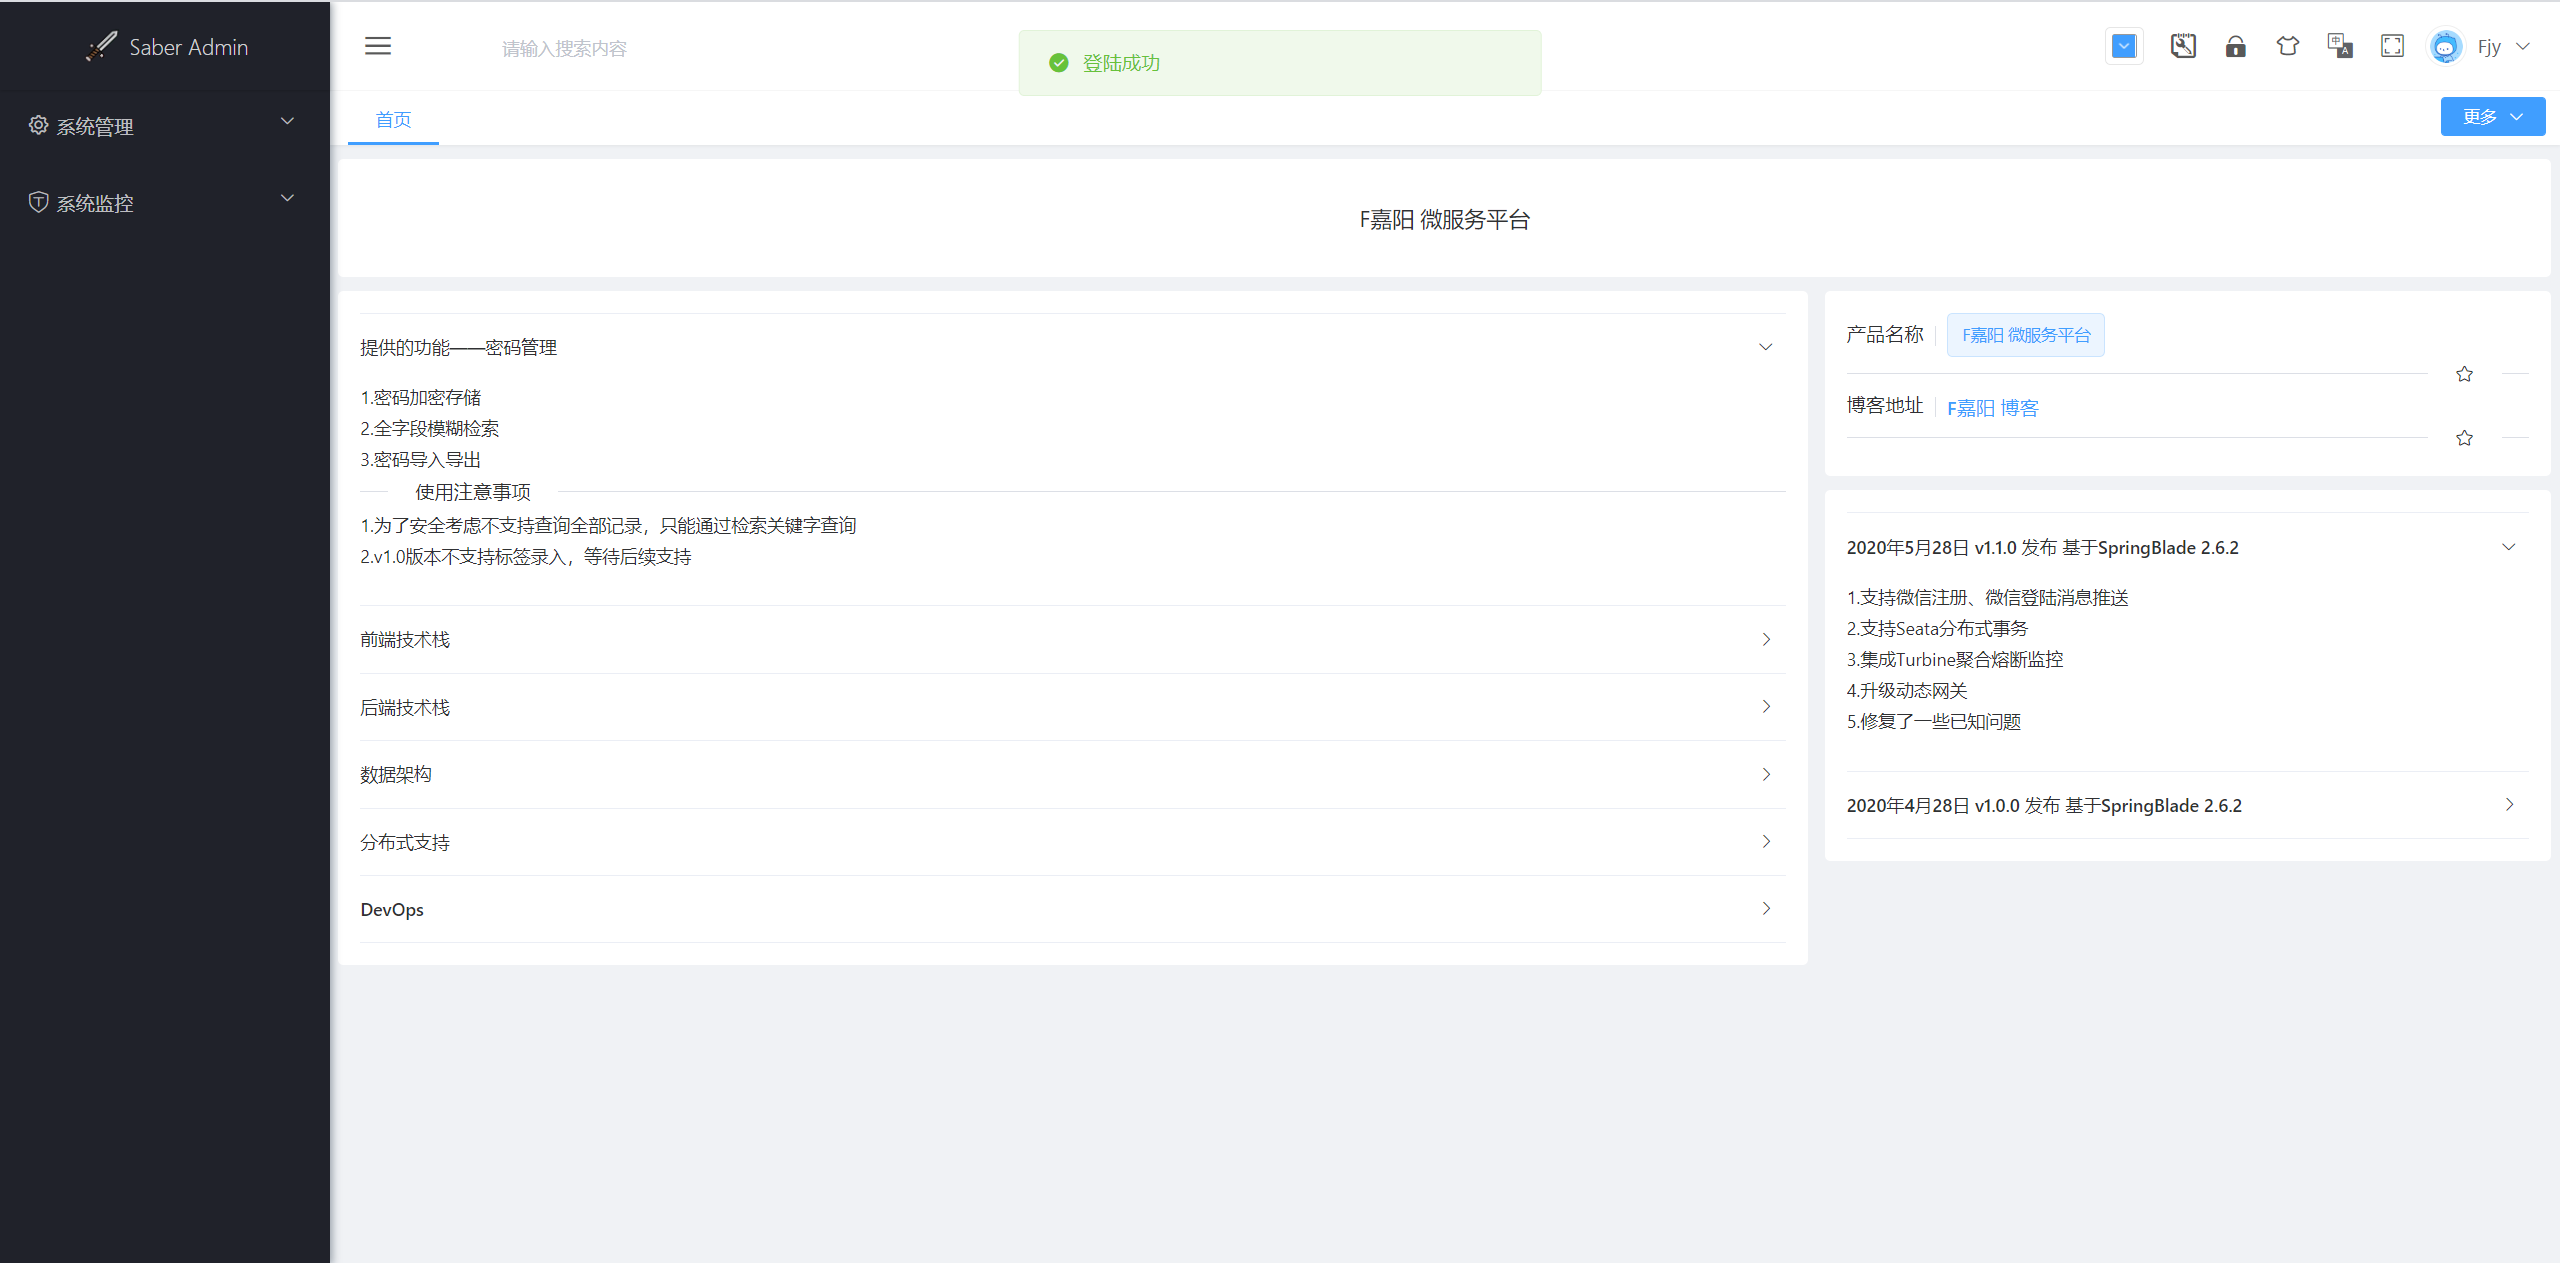 Saber Admin
请输入搜索内容
登陆成功
中
A
Fjy
系统管理
系统监控
首页
更多
F嘉阳 微服务平台
提供的功能——密码管理
1.密码加密存储
2.全字段模糊检索
3.密码导入导出
使用注意事项
1.为了安全考虑不支持查询全部记录，只能通过检索关键字查询
2.v1.0版本不支持标签录入，等待后续支持
前端技术栈
后端技术栈
数据架构
分布式支持
DevOps
产品名称
F嘉阳 微服务平台
博客地址
F嘉阳 博客
2020年5月28日 v1.1.0 发布 基于SpringBlade 2.6.2
1.支持微信注册、微信登陆消息推送
2.支持Seata分布式事务
3.集成Turbine聚合熔断监控
4.升级动态网关
5.修复了一些已知问题
2020年4月28日 v1.0.0 发布 基于SpringBlade 2.6.2